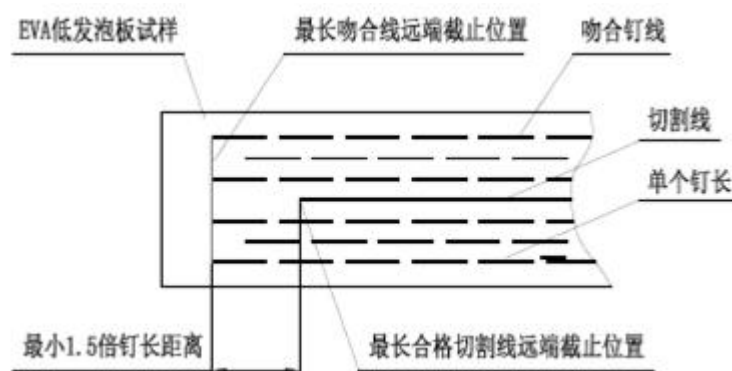 EVA低发泡板试样
最长吻合线远端截止位置
吻合钉线
切割线
单个钉长
最小1.5倍钉长距离
最长合格切割线远端截止位置